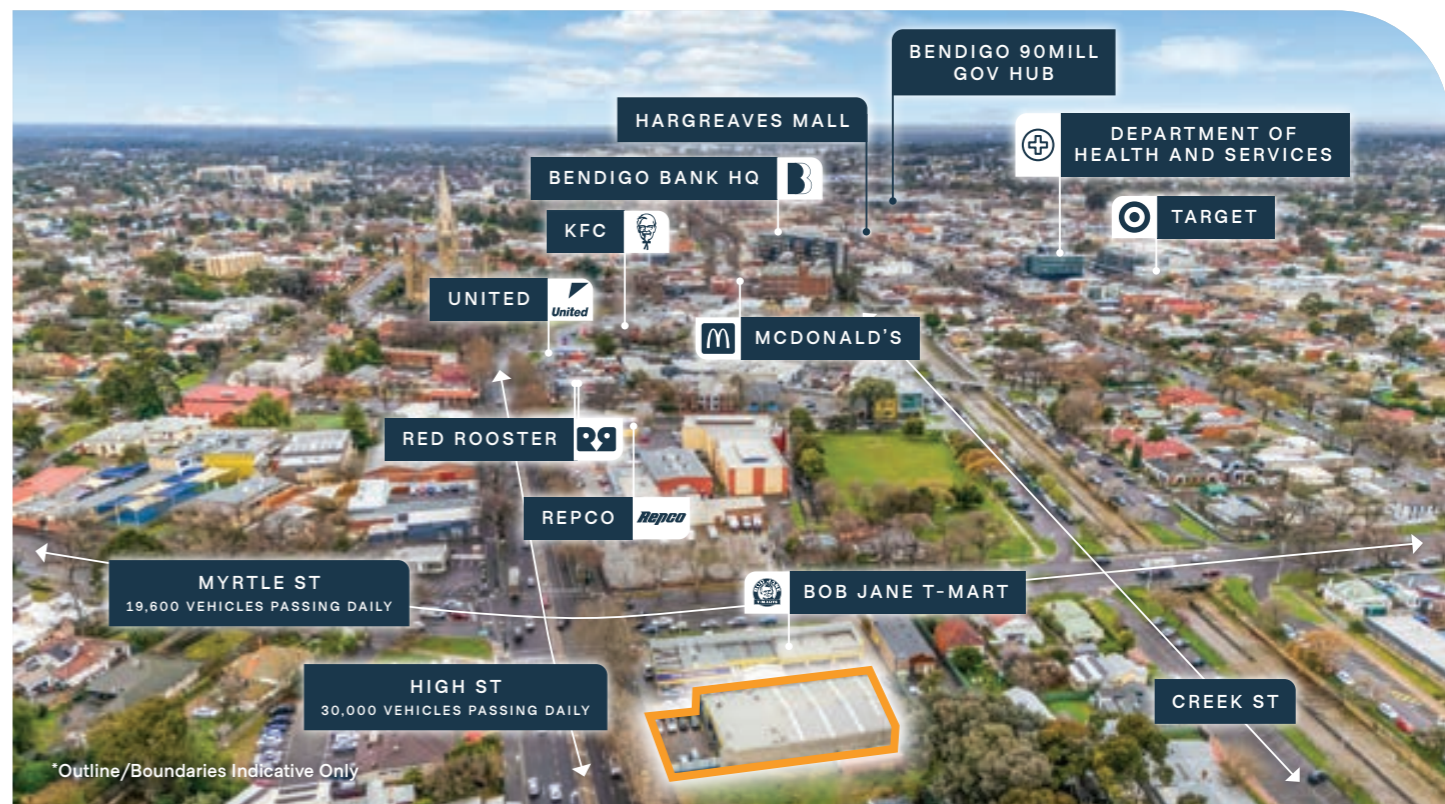 BENDIGO 90MILL
GOV HUB
HARGREAVES MALL
DEPARTMENT OF
HEALTH AND SERVICES
BENDIGO BANK HQ
TARGET
KFC
UNITED
United
MCDONALD'S
RED ROOSTER
REPCO
Repco
MYRTLE ST
19,600 VEHICLES PASSING DAILY
BOB JANE T-MART
HIGH ST
30,000 VEHICLES PASSING DAILY
CREEK ST
*Outline/Boundaries Indicative Only